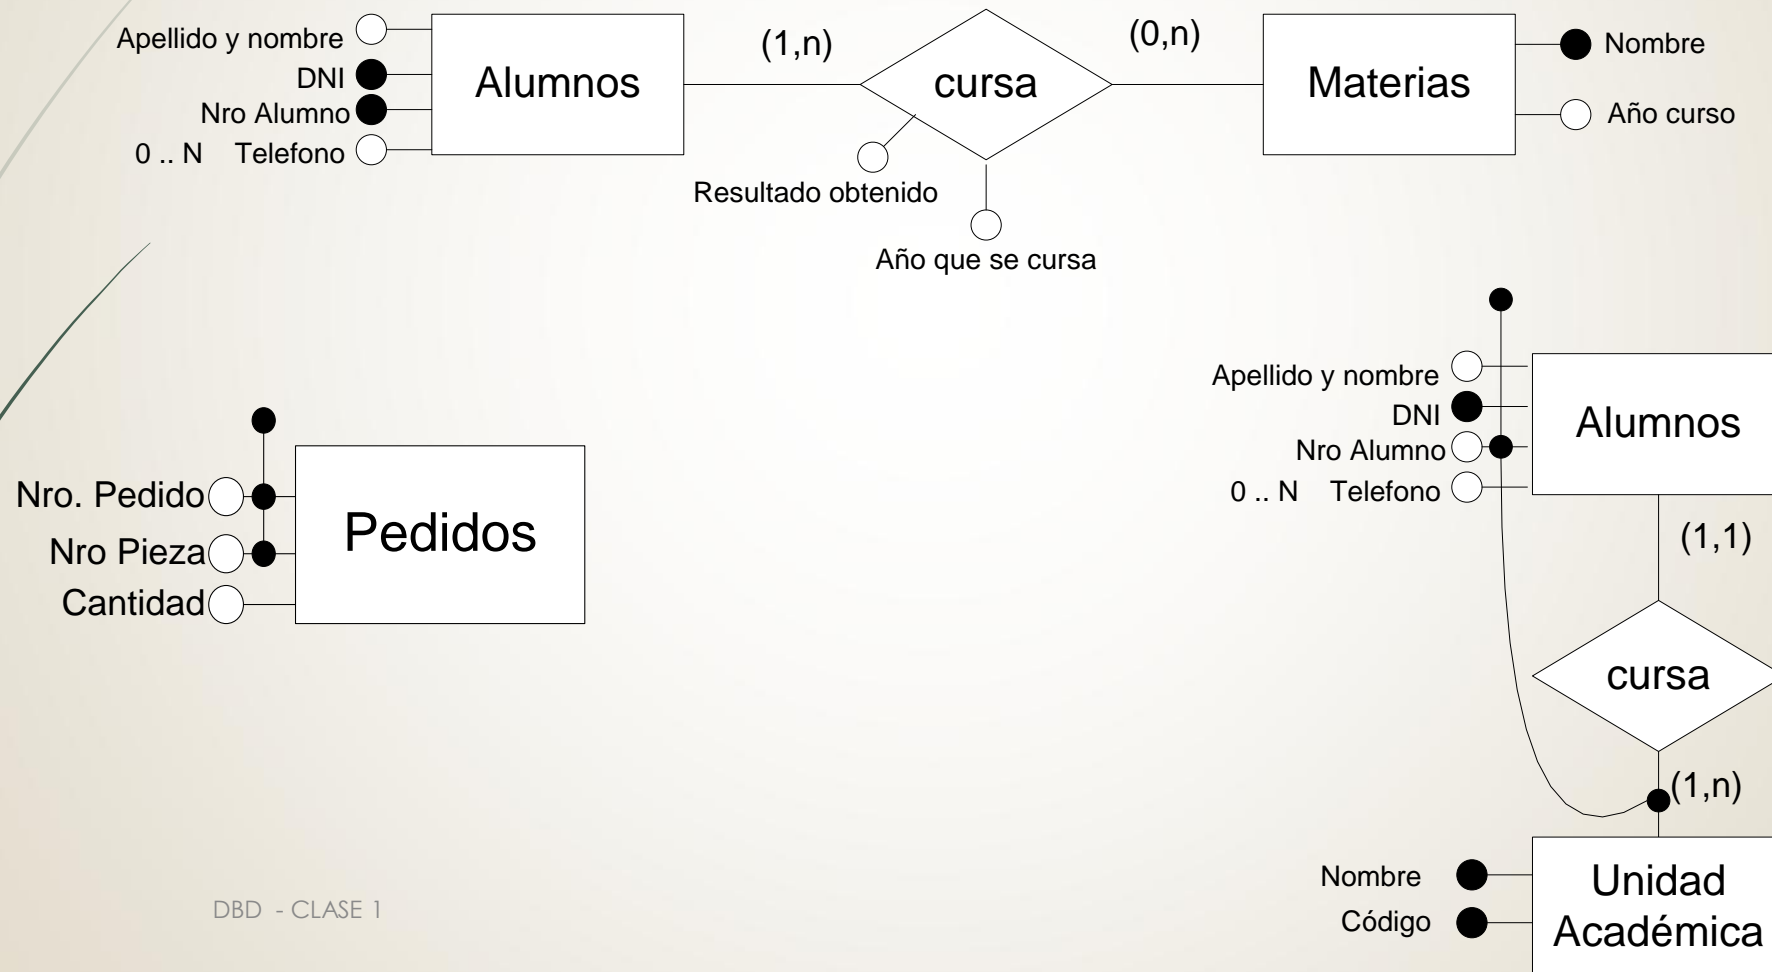 Apellido y nombre
DNI
Nro Alumno
0 .. N Telefono
Alumnos
(1,n)
cursa
(0,n)
Materias
Nombre
Año curso
Resultado obtenido
Año que se cursa
Nro. Pedido
Nro Pieza
Cantidad
Pedidos
Apellido y nombre
DNI
Nro Alumno
0 .. N Telefono
Alumnos
(1,1)
cursa
(1,n)
Nombre
Código
Unidad
Académica
DBD - CLASE 1